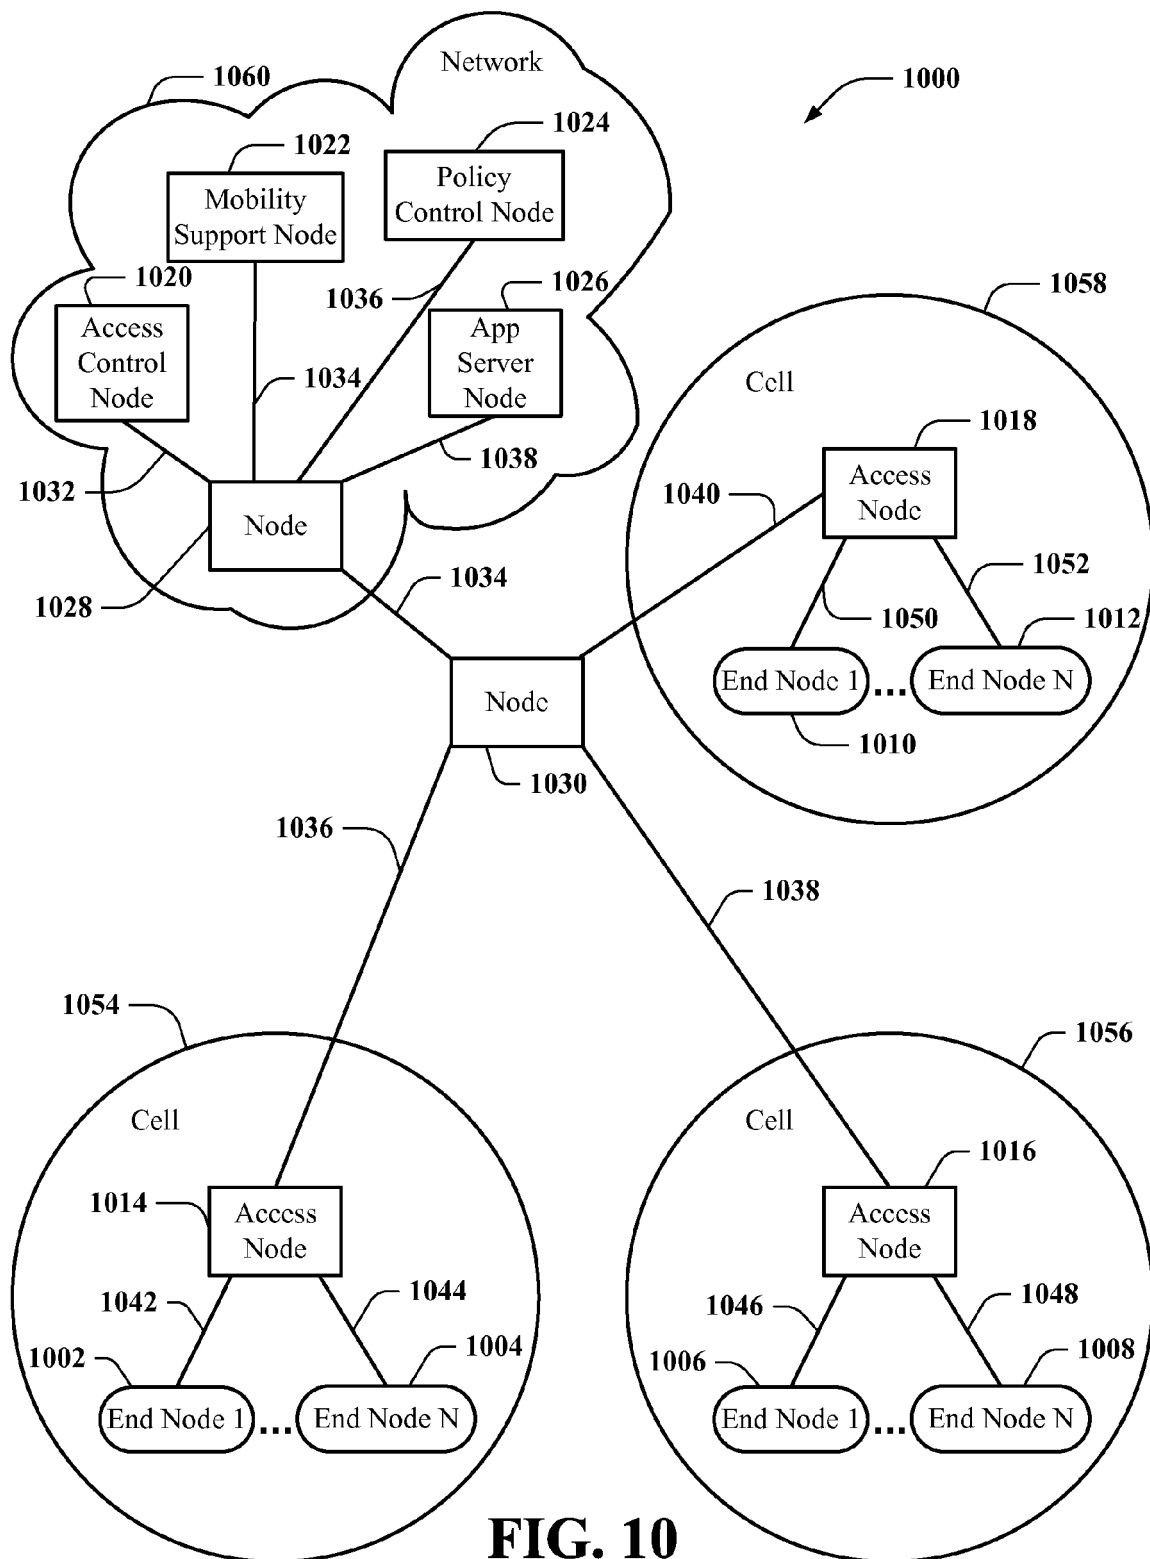 Network
1060
1000
1024
1022
Policy
Control Node
Mobility
Support Node
1020
1036
1026
1058
Access
Control
Node
App
Server
Node
1034
Cell
1018
1038
1032
1040
Access
Node
Node
1034
1052
1028
1050
1012
End Node 1
...
End Node N
Node
1010
1030
1036
1038
1054
1056
Cell
Cell
1016
1014
Access
Node
Access
Node
1042
1044
1046
1048
1002
1004
1006
1008
End Node 1
...
End Node N
End Node 1
...
End Node N
FIG. 10